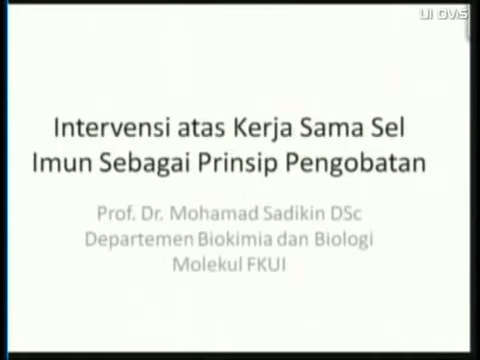 UI OViS
Intervensi atas Kerja Sama Sel
Imun Sebagai Prinsip Pengobatan
Prof. Dr. Mohamad Sadikin DSc
Departemen Biokimia dan Biologi
Molekul FKUI